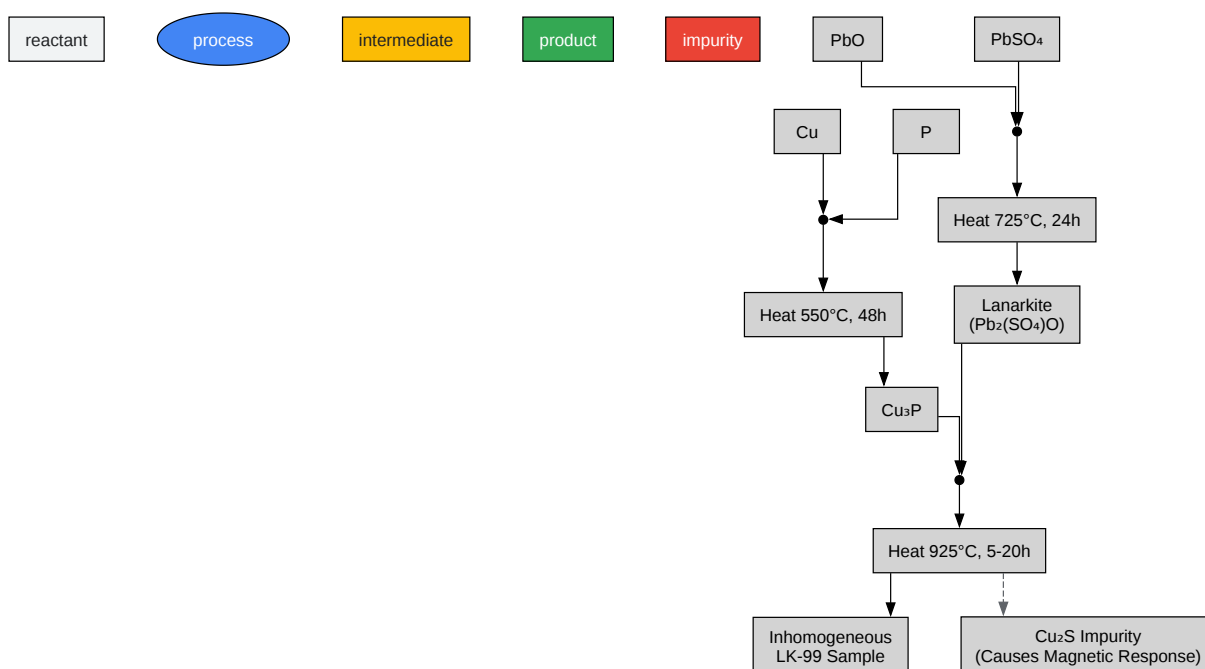 reactant
process
intermediate
product
impurity
PbO
PbSO₄
Cu
P
Heat 725°C, 24h
Heat 550°C, 48h
Lanarkite
(Pb₂(SO₄)O)
Cu₃P
Heat 925°C, 5-20h
Inhomogeneous
LK-99 Sample
Cu₂S Impurity
(Causes Magnetic Response)